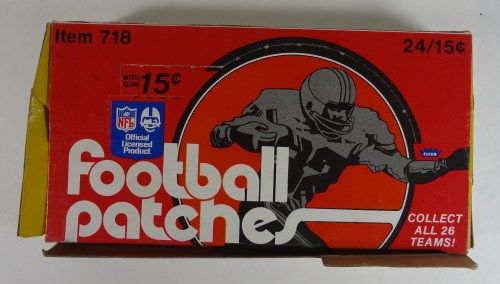 Item 718
24/15¢
WITH
GUM 15¢
NFL
Official
Licensed
Product
FLEER
football
patches
COLLECT
ALL 26
TEAMS!